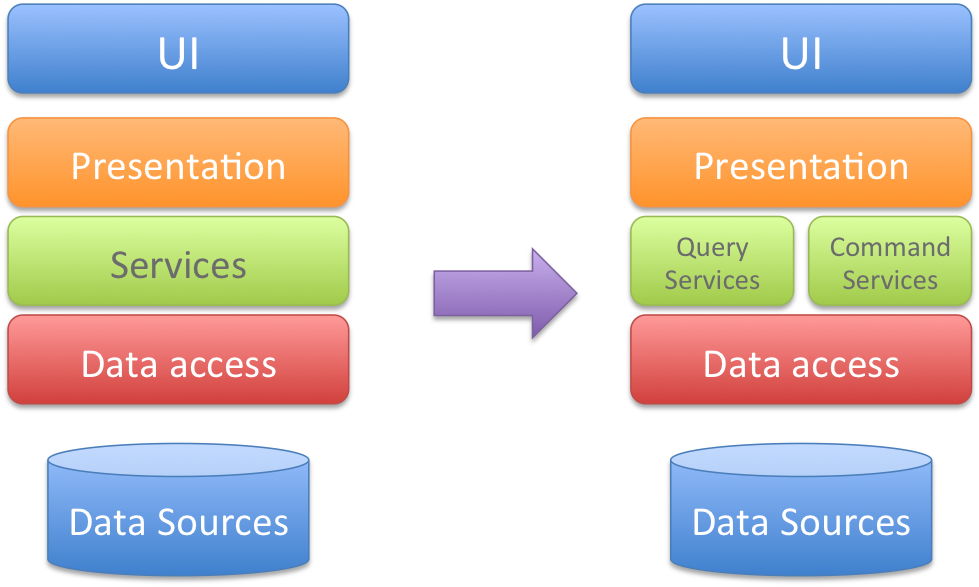 UI
Presentation
Services
Data access
Data Sources
UI
Presentation
Query
Services
Command
Services
Data access
Data Sources